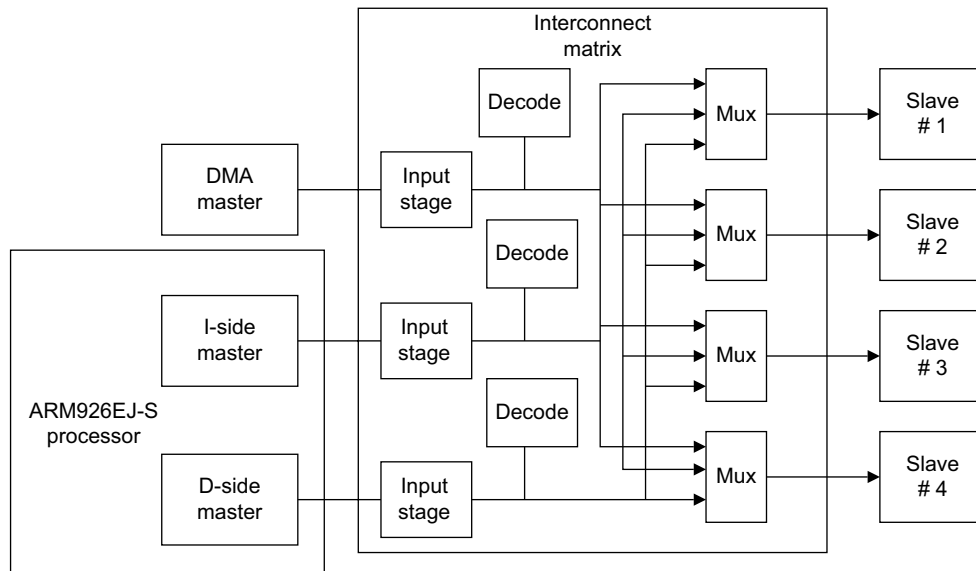 Interconnect
matrix
Decode
Mux
Slave
# 1
DMA
master
Input
stage
Decode
Mux
Slave
# 2
I-side
master
Input
stage
Mux
Slave
# 3
ARM926EJ-S
processor
Decode
D-side
master
Input
stage
Mux
Slave
# 4